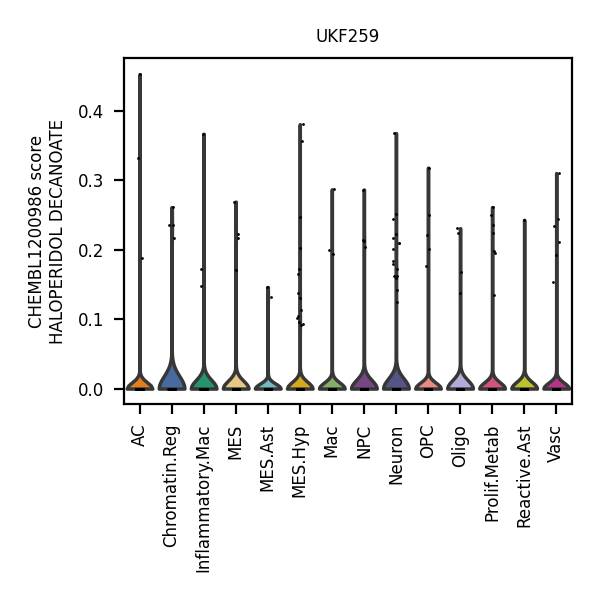 UKF259
CHEMBL1200986 score
HALOPERIDOL DECANOATE
0.4
0.3
0.2
0.1
0.0
AC
Chromatin.Reg
Inflammatory.Mac
MES
MES.Ast
MES.Hyp
Mac
NPC
Neuron
OPC
Oligo
Prolif.Metab
Reactive.Ast
Vasc